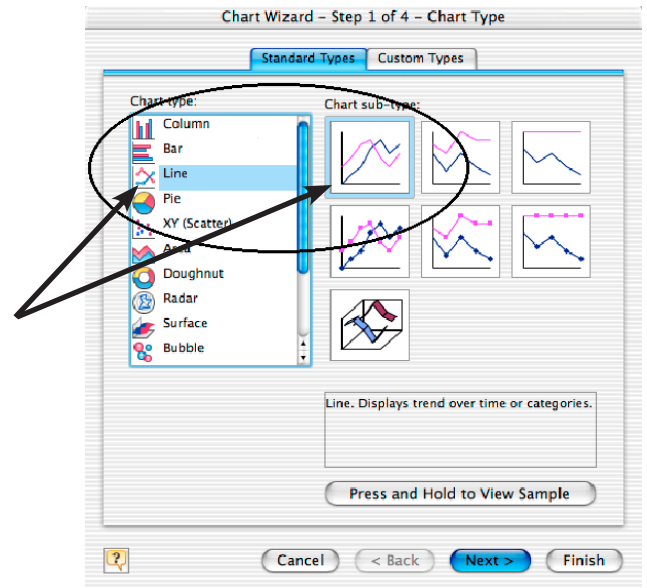 Chart Wizard – Step 1 of 4 – Chart Type
Standard Types
Custom Types
Chart type:
Column
Bar
Line
Pie
XY (Scatter)
Area
Doughnut
Radar
Surface
Bubble
Chart sub-type:
Line. Displays trend over time or categories.
Press and Hold to View Sample
?
Cancel
< Back
Next >
Finish